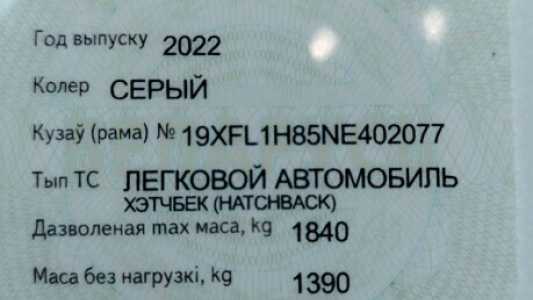 Год выпуску 2022
Колер СЕРЫЙ
Кузаў (рама) № 19XFL1H85NE402077
Тып ТС ЛЕГКОВОЙ АВТОМОБИЛЬ
ХЭТЧБЕК (HATCHBACK)
Дазволеная max маса, kg 1840
Маса без нагрузкі, kg 1390